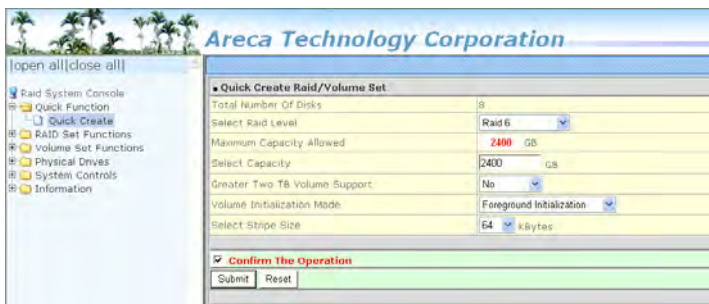 Areca Technology Corporation
|open all|close all|
Raid System Console
Quick Function
Quick Create
RAID Set Functions
Volume Set Functions
Physical Drives
System Controls
Information
▪ Quick Create Raid/Volume Set
Total Number Of Disks 8
Select Raid Level Raid 6
Maximum Capacity Allowed 2400 GB
Select Capacity 2400 GB
Greater Two TB Volume Support No
Volume Initialization Mode Foreground Initialization
Select Stripe Size 64 KBytes
Confirm The Operation
Submit Reset